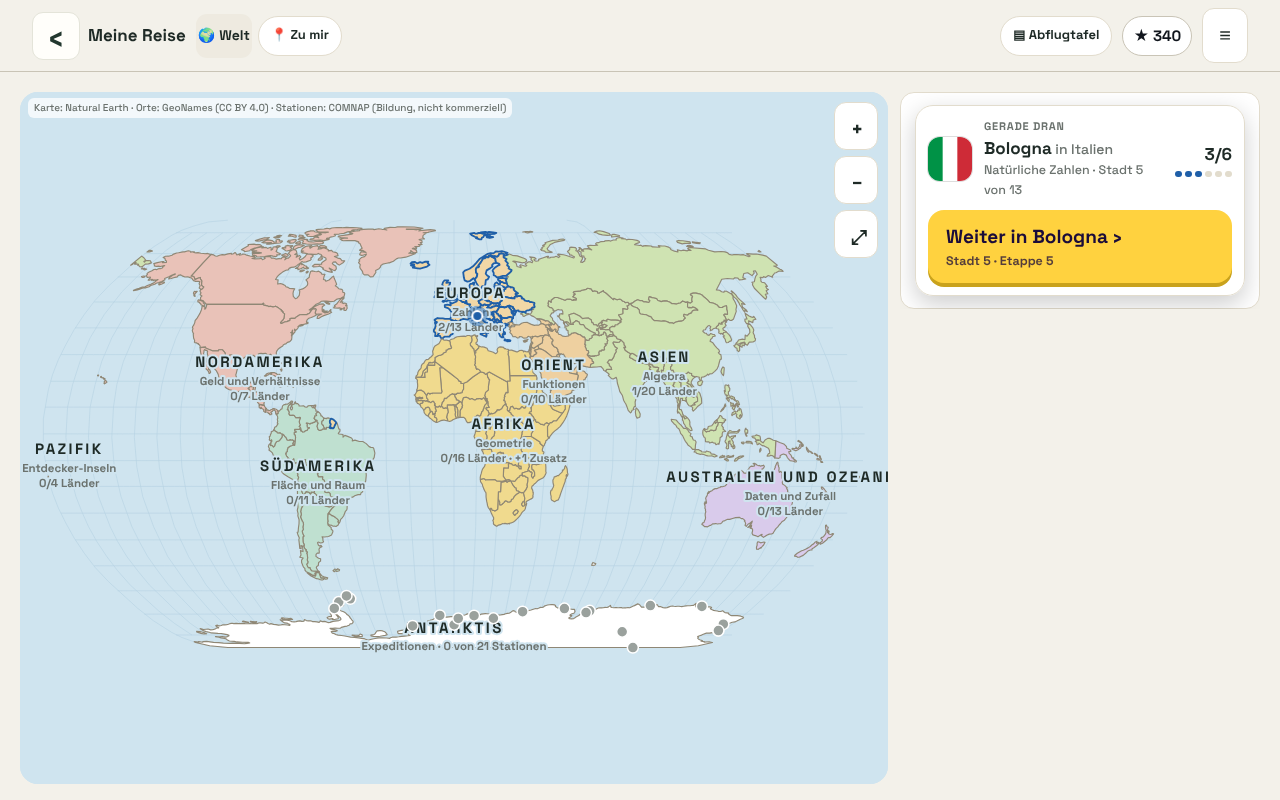 < Meine Reise 🌍 Welt 📍 Zu mir
▤ Abflugtafel ★ 340 ≡
Karte: Natural Earth · Orte: GeoNames (CC BY 4.0) · Stationen: COMNAP (Bildung, nicht kommerziell)
+
−
⤢
EUROPA
2/13 Länder
NORDAMERIKA
Geld und Verhältnisse
0/7 Länder
ORIENT
Funktionen
0/10 Länder
ASIEN
Algebra
1/20 Länder
AFRIKA
Geometrie
0/16 Länder · +1 Zusatz
PAZIFIK
Entdecker-Inseln
0/4 Länder
SÜDAMERIKA
Fläche und Raum
0/11 Länder
AUSTRALIEN UND OZEAN
Daten und Zufall
0/13 Länder
Expeditionen · 0 von 21 Stationen
GERADE DRAN
Bologna in Italien
Natürliche Zahlen · Stadt 5
von 13
3/6
Weiter in Bologna >
Stadt 5 · Etappe 5